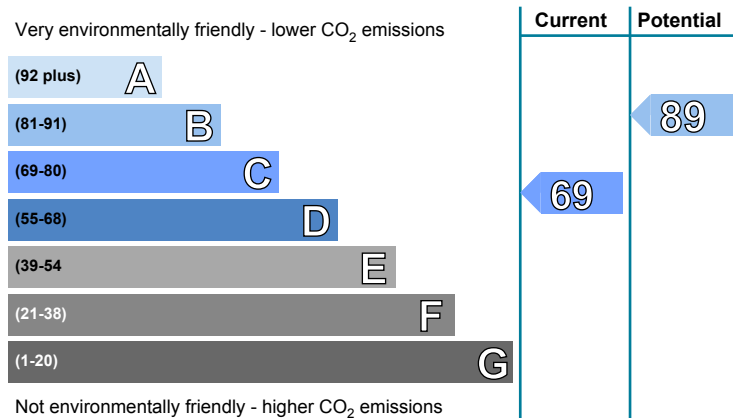 Very environmentally friendly - lower CO₂ emissions
Current
Potential
(92 plus) A
(81-91) B
(69-80) C
(55-68) D
(39-54 E
(21-38) F
(1-20) G
89
69
Not environmentally friendly - higher CO₂ emissions